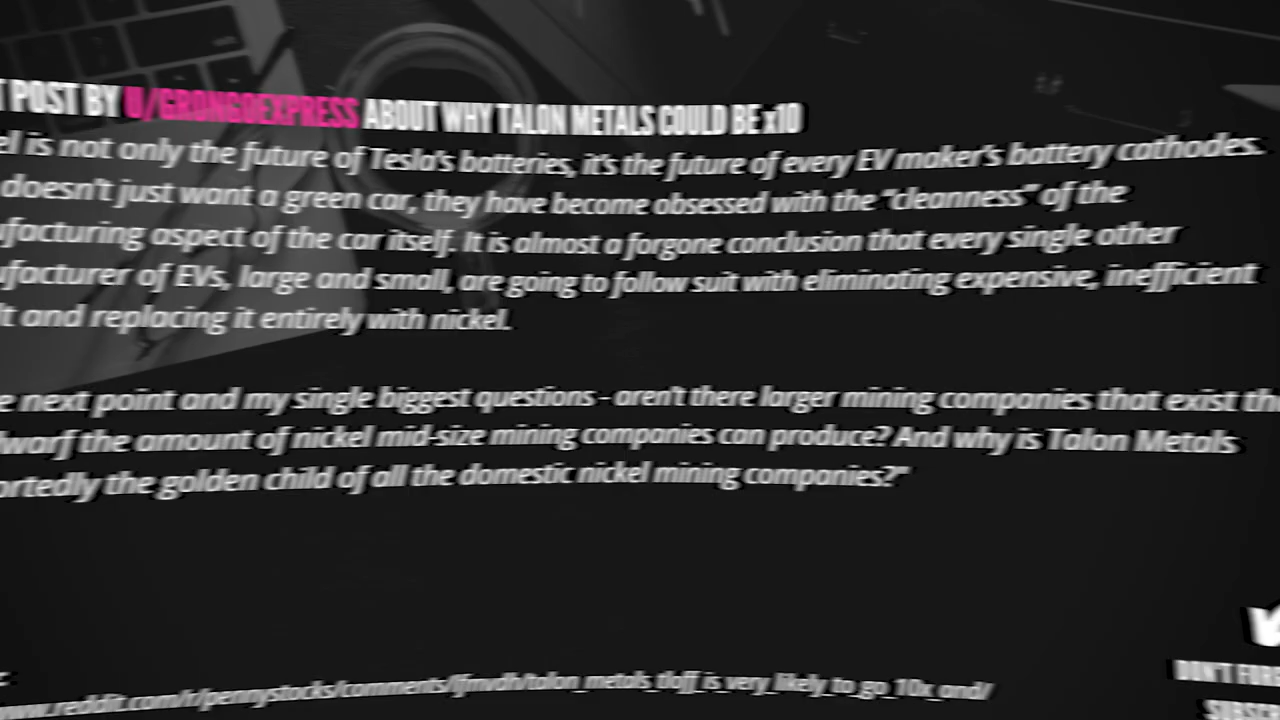 POST BY U/GRONGOEXPRESS ABOUT WHY TALON METALS COULD BE x10
is not only the future of Tesla's batteries, it's the future of every EV maker's battery cathodes.
doesn't just want a green car, they have become obsessed with the "cleanness" of the
ufacturing aspect of the car itself. It is almost a forgone conclusion that every single other
ufacturer of EVs, large and small, are going to follow suit with eliminating expensive, inefficient
lt and replacing it entirely with nickel.
e next point and my single biggest questions - aren't there larger mining companies that exist th
dwarf the amount of nickel mid-size mining companies can produce? And why is Talon Metals
ortedly the golden child of all the domestic nickel mining companies?"
DON'T FOR
SUBSC